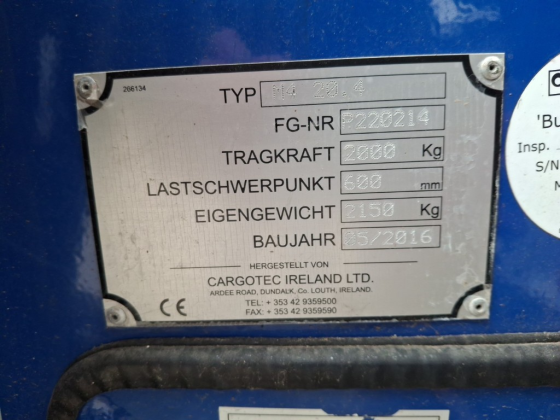 266134
TYP
FG-NR P220214
TRAGKRAFT 2000 Kg
LASTSCHWERPUNKT 600 mm
EIGENGEWICHT 2150 Kg
BAUJAHR 05/2016
HERGESTELLT VON
CARGOTEC IRELAND LTD.
ARDEE ROAD, DUNDALK, Co. LOUTH, IRELAND.
TEL: + 353 42 9359500
FAX: + 353 42 9359590
CE
'Bu
Insp.
S/N